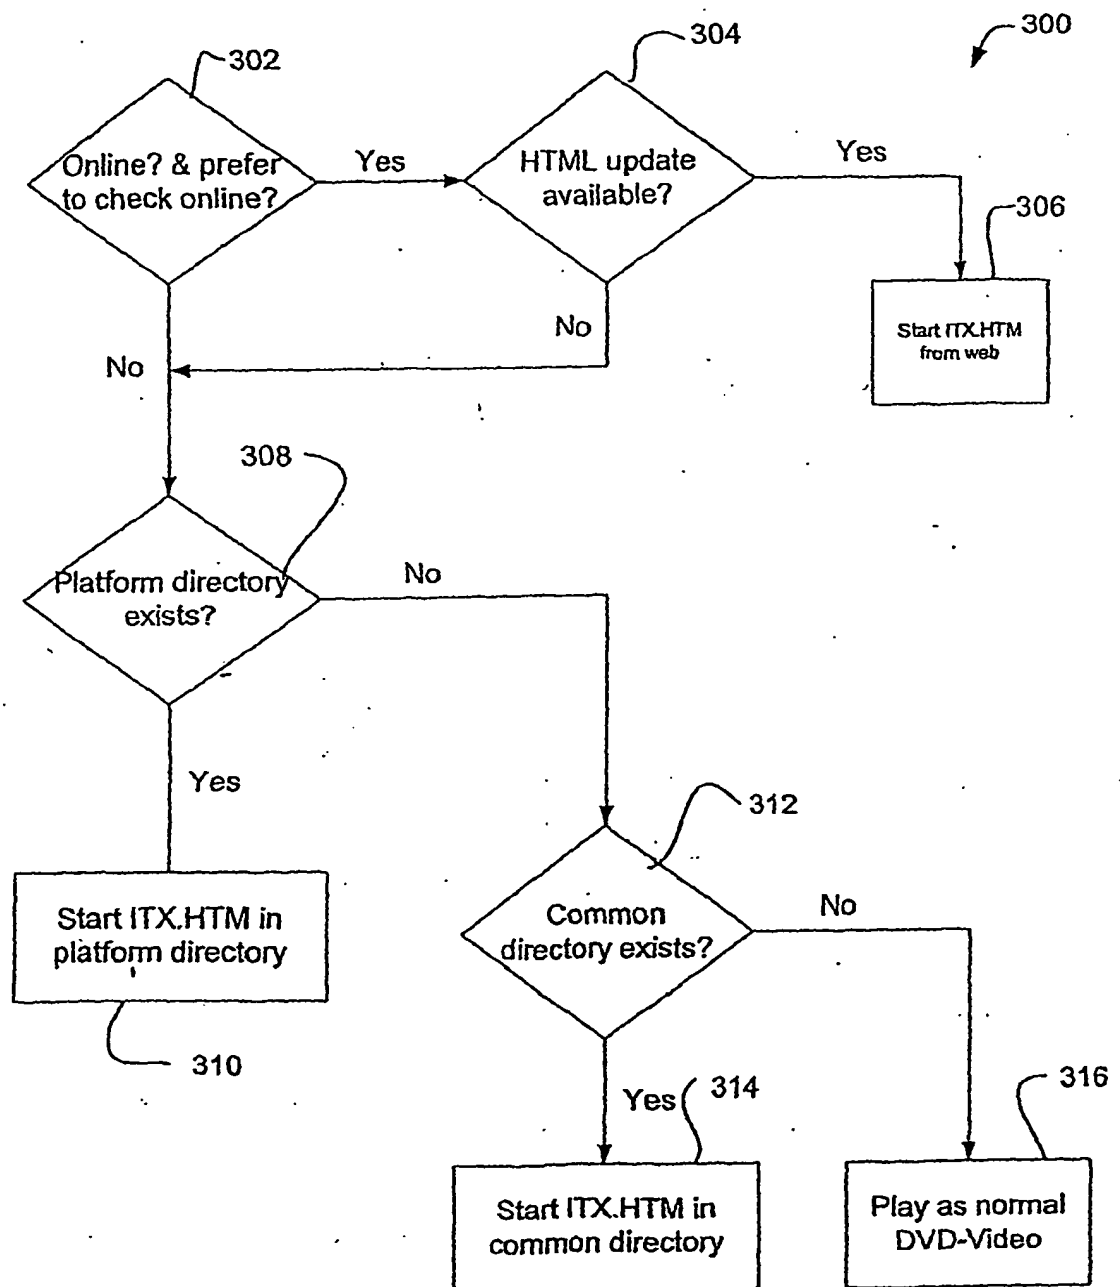 300
302
304
Online? & prefer
to check online?
Yes
HTML update
available?
Yes
306
Start ITX.HTM
from web
No
No
308
Platform directory
exists?
No
Yes
312
Start ITX.HTM in
platform directory
310
Common
directory exists?
No
Yes
314
316
Start ITX.HTM in
common directory
Play as normal
DVD-Video